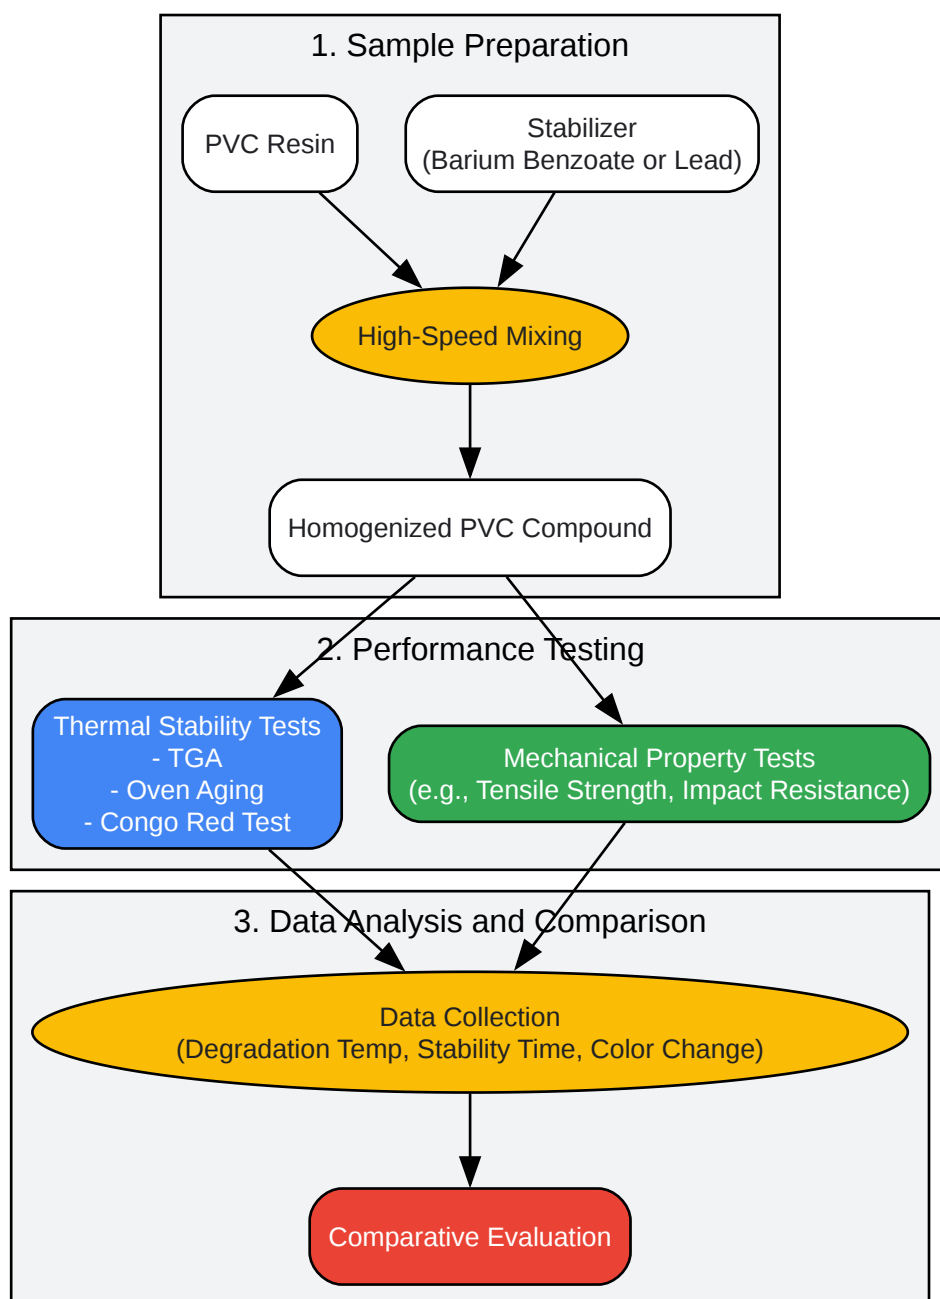 1. Sample Preparation
PVC Resin
Stabilizer
(Barium Benzoate or Lead)
High-Speed Mixing
Homogenized PVC Compound
2. Performance Testing
Thermal Stability Tests
- TGA
- Oven Aging
- Congo Red Test
Mechanical Property Tests
(e.g., Tensile Strength, Impact Resistance)
3. Data Analysis and Comparison
Data Collection
(Degradation Temp, Stability Time, Color Change)
Comparative Evaluation